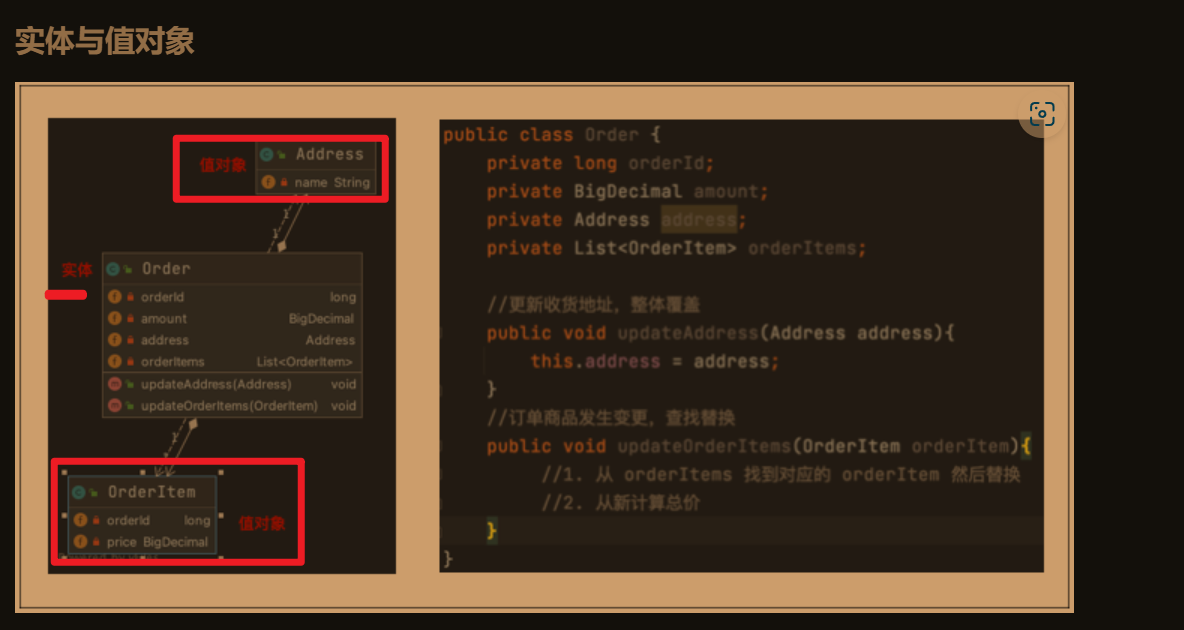 实体与值对象
值对象
Address
name String
1
1
实体
Order
orderId long
amount BigDecimal
address Address
orderItems List<OrderItem>
updateAddress(Address) void
updateOrderItems(OrderItem) void
1
OrderItem
orderId long
price BigDecimal
值对象
public class Order {
private long orderId;
private BigDecimal amount;
private Address address;
private List<OrderItem> orderItems;
//更新收货地址，整体覆盖
public void updateAddress(Address address){
this.address = address;
}
//订单商品发生变更，查找替换
public void updateOrderItems(OrderItem orderItem){
//1. 从 orderItems 找到对应的 orderItem 然后替换
//2. 从新计算总价
}
}